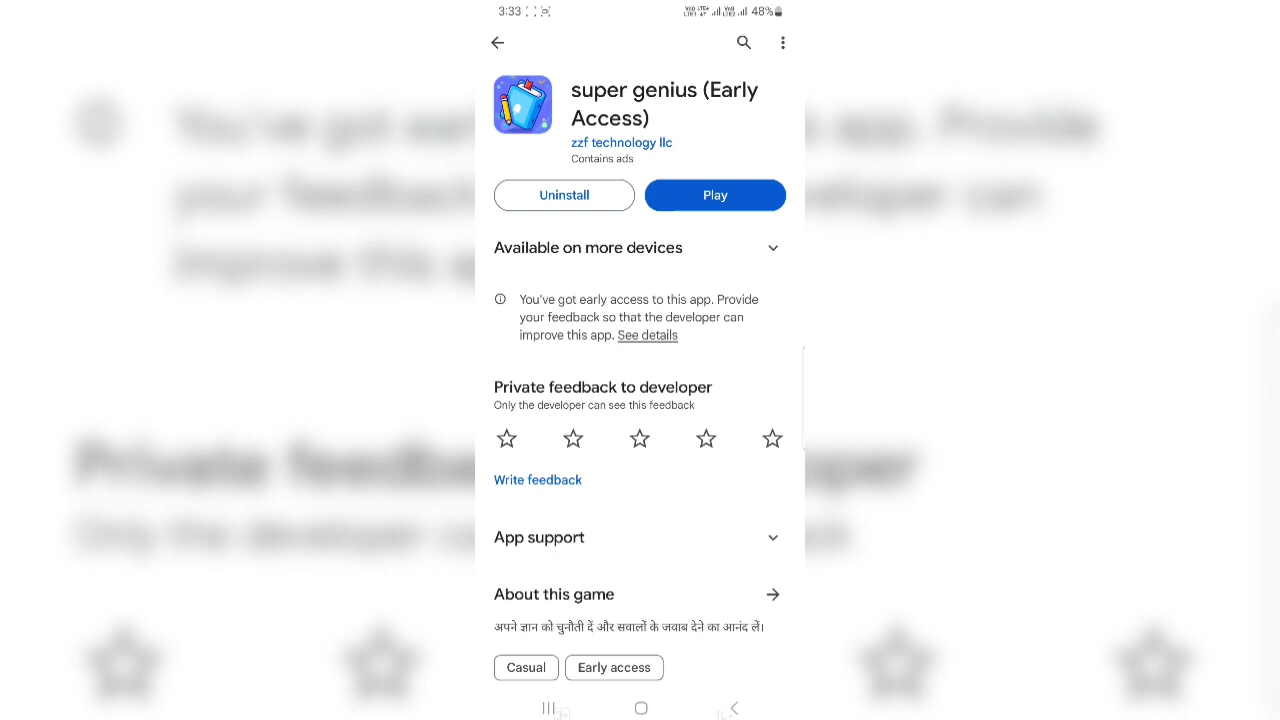 3:33
48%
super genius (Early
Access)
zzf technology llc
Contains ads
Uninstall
Play
Available on more devices
You've got early access to this app. Provide
your feedback so that the developer can
improve this app. See details
Private feedback to developer
Only the developer can see this feedback
Write feedback
App support
About this game
अपने ज्ञान को चुनौती दें और सवालों के जवाब देने का आनंद लें।
Casual
Early access